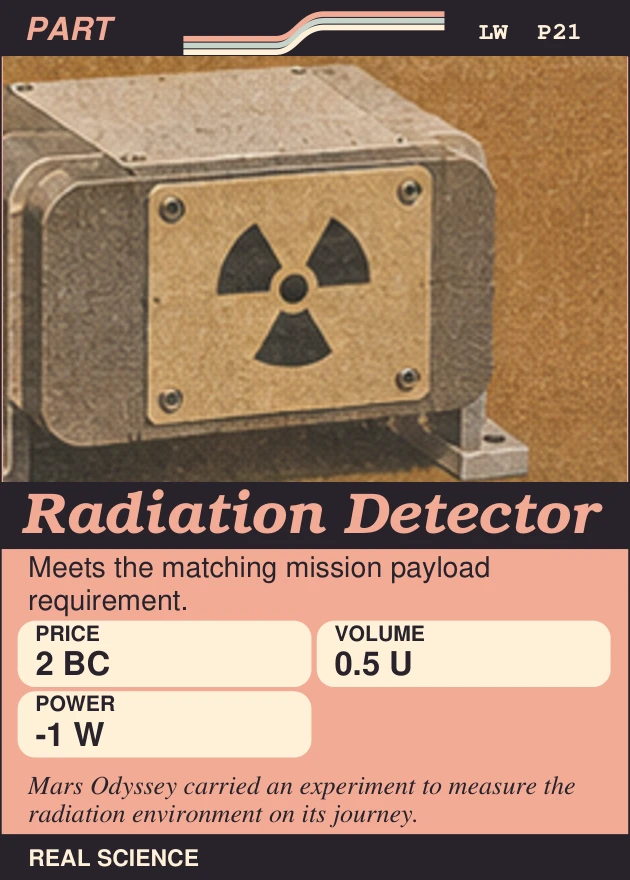 PART
LW P21
Radiation Detector
Meets the matching mission payload
requirement.
PRICE
2 BC
VOLUME
0.5 U
POWER
-1 W
Mars Odyssey carried an experiment to measure the
radiation environment on its journey.
REAL SCIENCE